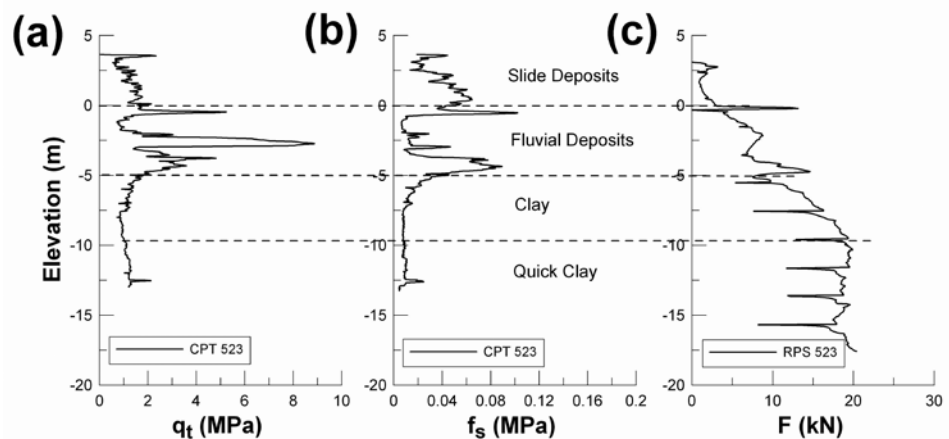 (a)
(b)
(c)
Elevation (m)
5
0
-5
-10
-15
-20
0
2
4
6
8
10
CPT 523
qt (MPa)
5
0
-5
-10
-15
-20
0
0.04
0.08
0.12
0.16
0.2
Slide Deposits
Fluvial Deposits
Clay
Quick Clay
CPT 523
fs (MPa)
5
0
-5
-10
-15
-20
0
10
20
30
RPS 523
F (kN)